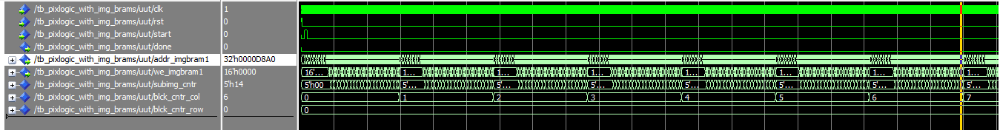 /tb_pixlogic_with_img_brams/uut/clk 1
/tb_pixlogic_with_img_brams/uut/rst 0
/tb_pixlogic_with_img_brams/uut/start 0
/tb_pixlogic_with_img_brams/uut/done 0
/tb_pixlogic_with_img_brams/uut/addr_imgbram1 32'h0000D8A0
/tb_pixlogic_with_img_brams/uut/we_imgbram1 16'h0000 16'... 1... 1... 1... 1... 1... 1... 1...
/tb_pixlogic_with_img_brams/uut/subimg_cntr 5'h14 5'h00 5'... 5'... 5'... 5'... 5'... 5'... 5'...
/tb_pixlogic_with_img_brams/uut/blck_cntr_col 6 0 1 2 3 4 5 6 7
/tb_pixlogic_with_img_brams/uut/blck_cntr_row 0 0